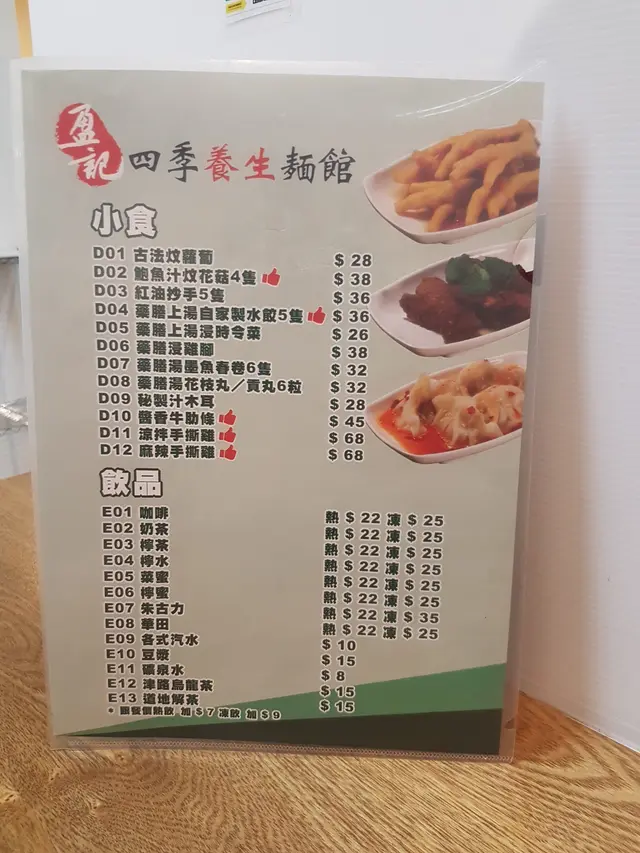 盈記
四季養生麵館
小食
D01 古法炆蘿蔔 $ 28
D02 鮑魚汁炆花菇4隻 $ 38
D03 紅油抄手5隻 $ 36
D04 藥膳上湯自家製水餃5隻 $ 36
D05 藥膳上湯浸時令菜 $ 26
D06 藥膳浸雞腳 $ 38
D07 藥膳湯墨魚春卷6隻 $ 32
D08 藥膳湯花枝丸／貢丸6粒 $ 32
D09 秘製汁木耳 $ 28
D10 醬香牛肋條 $ 45
D11 涼拌手撕雞 $ 68
D12 麻辣手撕雞 $ 68
飲品
E01 咖啡 熱 $ 22 凍 $ 25
E02 奶茶 熱 $ 22 凍 $ 25
E03 檸茶 熱 $ 22 凍 $ 25
E04 檸水 熱 $ 22 凍 $ 25
E05 菜蜜 熱 $ 22 凍 $ 25
E06 檸蜜 熱 $ 22 凍 $ 25
E07 朱古力 熱 $ 22 凍 $ 35
E08 華田 熱 $ 22 凍 $ 25
E09 各式汽水 $ 10
E10 豆漿 $ 15
E11 礦泉水 $ 8
E12 津路烏龍茶 $ 15
E13 道地解茶 $ 15
* 跟餐價熱飲 加 $ 7 凍飲 加 $ 9